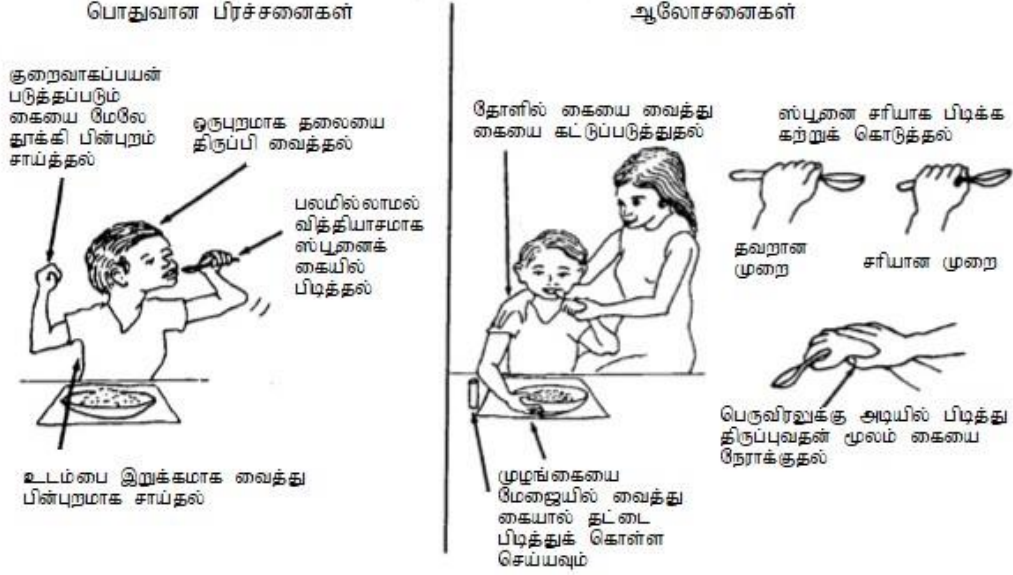 பொதுவான பிரச்சனைகள்
குறைவாகப்பயன்
படுத்தப்படும்
கையை மேலே
தூக்கி பின்புறம்
சாய்த்தல்
ஒருபுறமாக தலையை
திருப்பி வைத்தல்
பலமில்லாமல்
வித்தியாசமாக
ஸ்பூனைக்
கையில்
பிடித்தல்
உடம்பை இறுக்கமாக வைத்து
பின்புறமாக சாய்தல்
ஆலோசனைகள்
தோளில் கையை வைத்து
கையை கட்டுப்படுத்துதல்
ஸ்பூனை சரியாக பிடிக்க
கற்றுக் கொடுத்தல்
தவறான
முறை
சரியான முறை
பெருவிரலுக்கு அடியில் பிடித்து
திருப்புவதன் மூலம் கையை
நேராக்குதல்
முழங்கையை
மேஜையில் வைத்து
கையால் தட்டை
பிடித்துக் கொள்ள
செய்யவும்